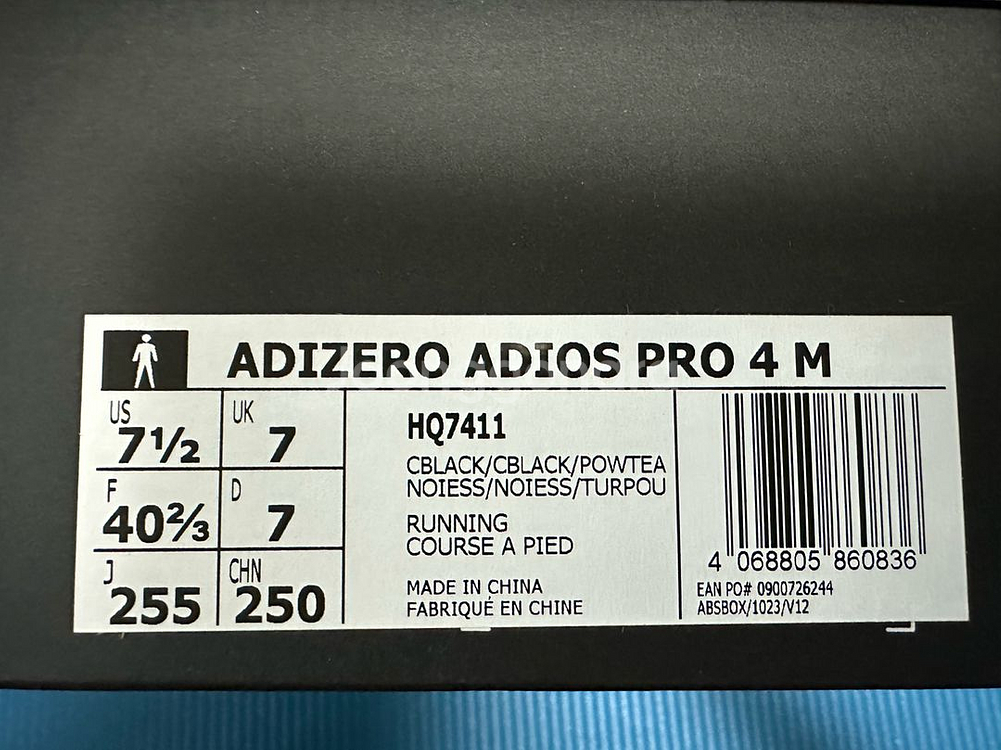 ADIZERO ADIOS PRO 4 M
US
7½
UK
7
F
40⅔
D
7
J
255
CHN
250
HQ7411
CBLACK/CBLACK/POWTEA
NOIESS/NOIESS/TURPOU
RUNNING
COURSE A PIED
MADE IN CHINA
FABRIQUÉ EN CHINE
4 068805 860836
EAN PO# 0900726244
ABSBOX/1023/V12